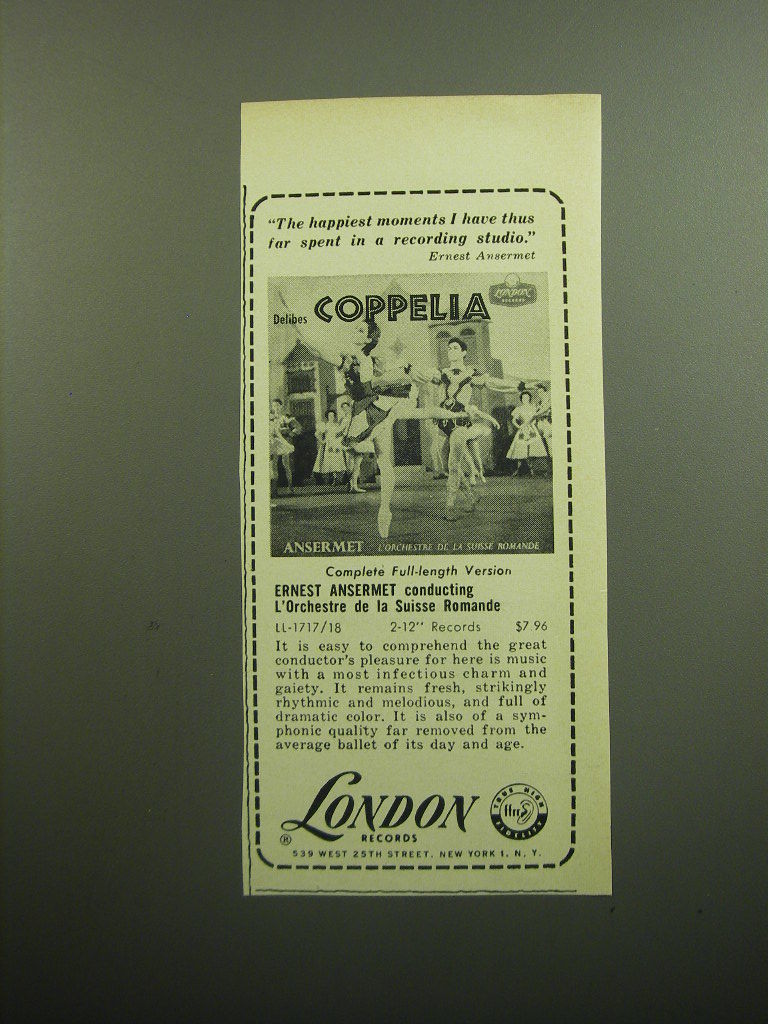 “The happiest moments I have thus
far spent in a recording studio.”
Ernest Ansermet
LONDON
RECORDS
Delibes COPPELIA
ANSERMET L'ORCHESTRE DE LA SUISSE ROMANDE
Complete Full-length Version
ERNEST ANSERMET conducting
L'Orchestre de la Suisse Romande
LL-1717/18 2-12" Records $7.96
It is easy to comprehend the great
conductor's pleasure for here is music
with a most infectious charm and
gaiety. It remains fresh, strikingly
rhythmic and melodious, and full of
dramatic color. It is also of a sym-
phonic quality far removed from the
average ballet of its day and age.
LONDON
RECORDS
®
TRUE HIGH
ffrr
FIDELITY
539 WEST 25TH STREET, NEW YORK 1, N. Y.